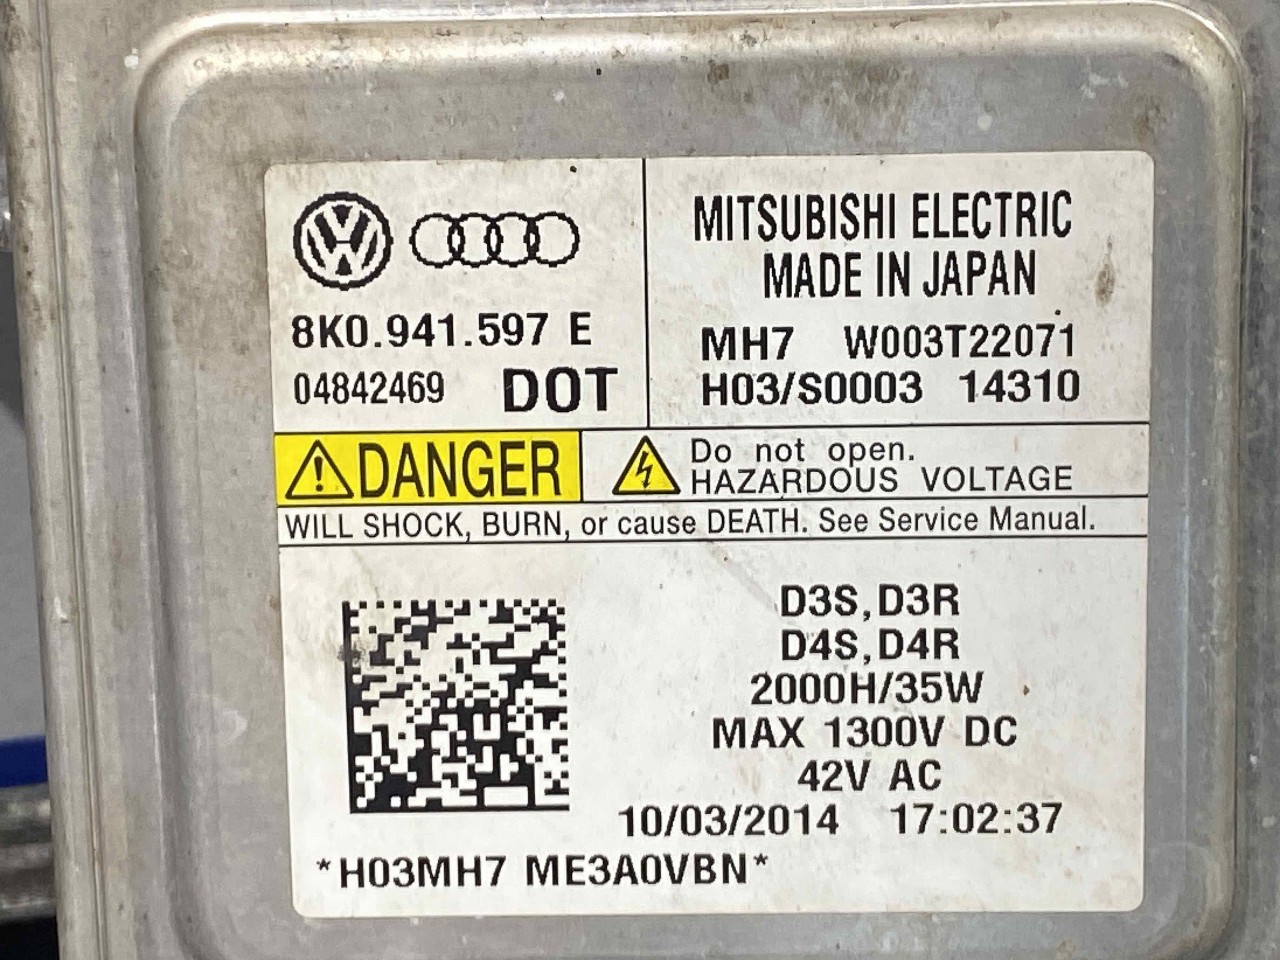 8K0.941.597 E
04842469 DOT
MITSUBISHI ELECTRIC
MADE IN JAPAN
MH7 W003T22071
H03/S0003 14310
DANGER
Do not open.
HAZARDOUS VOLTAGE
WILL SHOCK, BURN, or cause DEATH. See Service Manual.
D3S,D3R
D4S,D4R
2000H/35W
MAX 1300V DC
42V AC
10/03/2014 17:02:37
*H03MH7 ME3A0VBN*